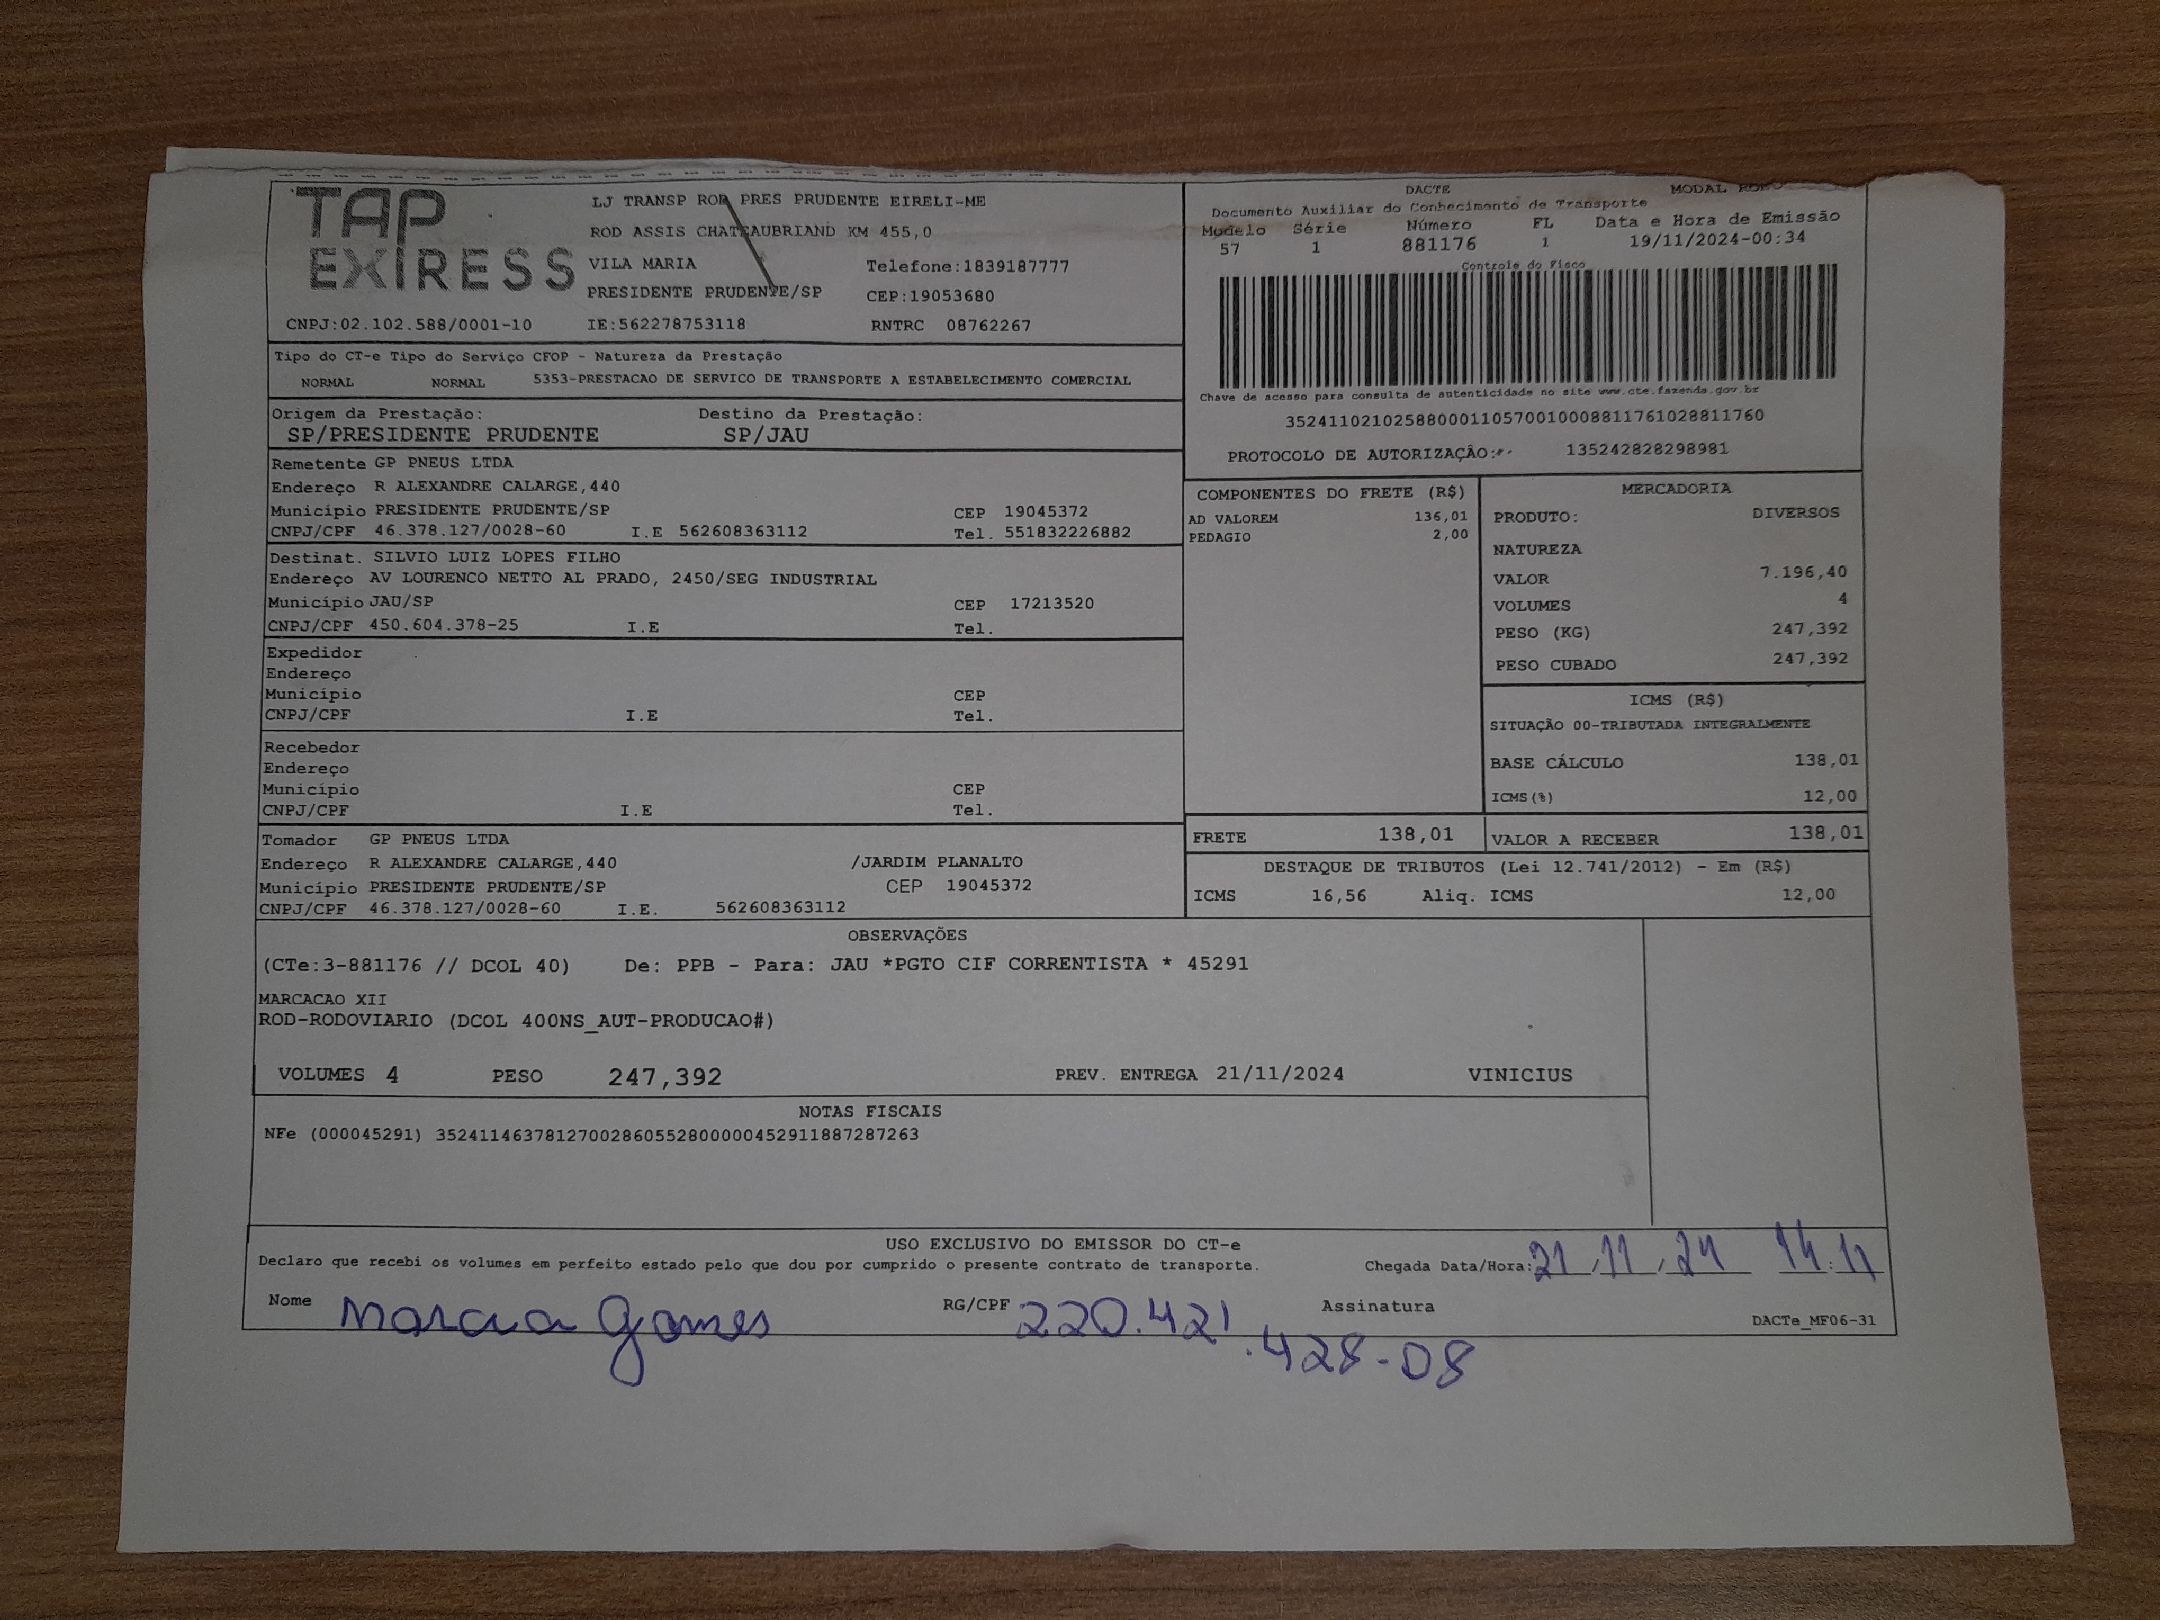 TAP
EXIRESS
LJ TRANSP ROD PRES PRUDENTE EIRELI-ME
ROD ASSIS CHATEAUBRIAND KM 455,0
VILA MARIA Telefone:1839187777
PRESIDENTE PRUDENTE/SP CEP:19053680
CNPJ:02.102.588/0001-10 IE:562278753118 RNTRC 08762267
DACTE MODAL
Documento Auxiliar do Conhecimento de Transporte
Modelo Série Número FL Data e Hora de Emissão
57 1 881176 1 19/11/2024-00:34
Controle do Fisco
Chave de acesso para consulta de autenticidade no site www.cte.fazenda.gov.br
35241102102588000110570010008811761028811760
PROTOCOLO DE AUTORIZAÇÃO: 135242828298981
Tipo do CT-e Tipo do Serviço CFOP - Natureza da Prestação
NORMAL NORMAL 5353-PRESTACAO DE SERVICO DE TRANSPORTE A ESTABELECIMENTO COMERCIAL
Origem da Prestação: Destino da Prestação:
SP/PRESIDENTE PRUDENTE SP/JAU
Remetente GP PNEUS LTDA
Endereço R ALEXANDRE CALARGE,440
Município PRESIDENTE PRUDENTE/SP CEP 19045372
CNPJ/CPF 46.378.127/0028-60 I.E 562608363112 Tel. 551832226882
Destinat. SILVIO LUIZ LOPES FILHO
Endereço AV LOURENCO NETTO AL PRADO, 2450/SEG INDUSTRIAL
Município JAU/SP CEP 17213520
CNPJ/CPF 450.604.378-25 I.E Tel.
Expedidor
Endereço
Município CEP
CNPJ/CPF I.E Tel.
Recebedor
Endereço
Município CEP
CNPJ/CPF I.E Tel.
Tomador GP PNEUS LTDA
Endereço R ALEXANDRE CALARGE,440 /JARDIM PLANALTO
Município PRESIDENTE PRUDENTE/SP CEP 19045372
CNPJ/CPF 46.378.127/0028-60 I.E. 562608363112
COMPONENTES DO FRETE (R$)
AD VALOREM 136,01
PEDAGIO 2,00
MERCADORIA
PRODUTO: DIVERSOS
NATUREZA
VALOR 7.196,40
VOLUMES 4
PESO (KG) 247,392
PESO CUBADO 247,392
ICMS (R$)
SITUAÇÃO 00-TRIBUTADA INTEGRALMENTE
BASE CÁLCULO 138,01
ICMS(%) 12,00
FRETE 138,01 VALOR A RECEBER 138,01
DESTAQUE DE TRIBUTOS (Lei 12.741/2012) - Em (R$)
ICMS 16,56 Aliq. ICMS 12,00
OBSERVAÇÕES
(CTe:3-881176 // DCOL 40) De: PPB - Para: JAU *PGTO CIF CORRENTISTA * 45291
MARCACAO XII
ROD-RODOVIARIO (DCOL 400NS_AUT-PRODUCAO#)
VOLUMES 4 PESO 247,392 PREV. ENTREGA 21/11/2024 VINICIUS
NOTAS FISCAIS
NFe (000045291) 35241146378127002860552800000452911887287263
USO EXCLUSIVO DO EMISSOR DO CT-e
Declaro que recebi os volumes em perfeito estado pelo que dou por cumprido o presente contrato de transporte. Chegada Data/Hora: 21.11.24 14:11
Nome Marcia Gomes RG/CPF 220.421.428-08 Assinatura
DACTe_MF06-31